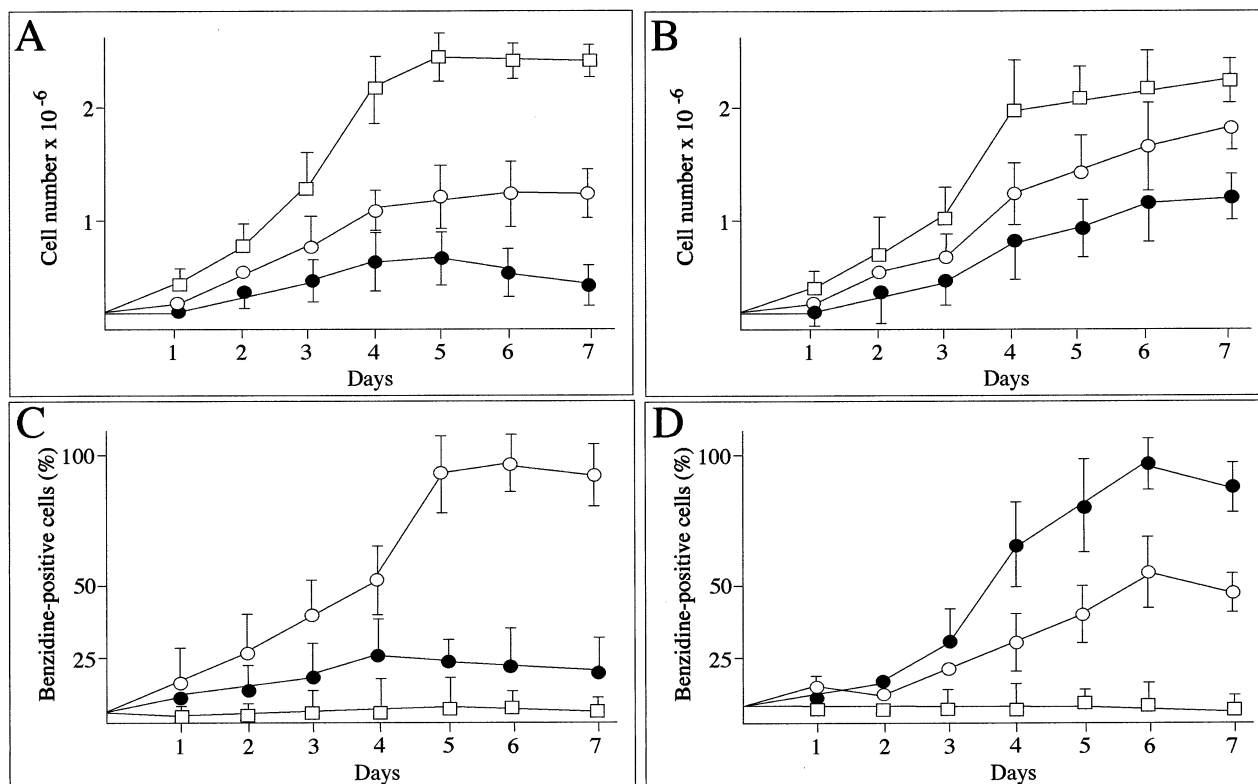 A
Cell number x 10⁻⁶
2
1
1 2 3 4 5 6 7
Days
B
Cell number x 10⁻⁶
2
1
1 2 3 4 5 6 7
Days
C
Benzidine-positive cells (%)
100
50
25
1 2 3 4 5 6 7
Days
D
Benzidine-positive cells (%)
100
50
25
1 2 3 4 5 6 7
Days